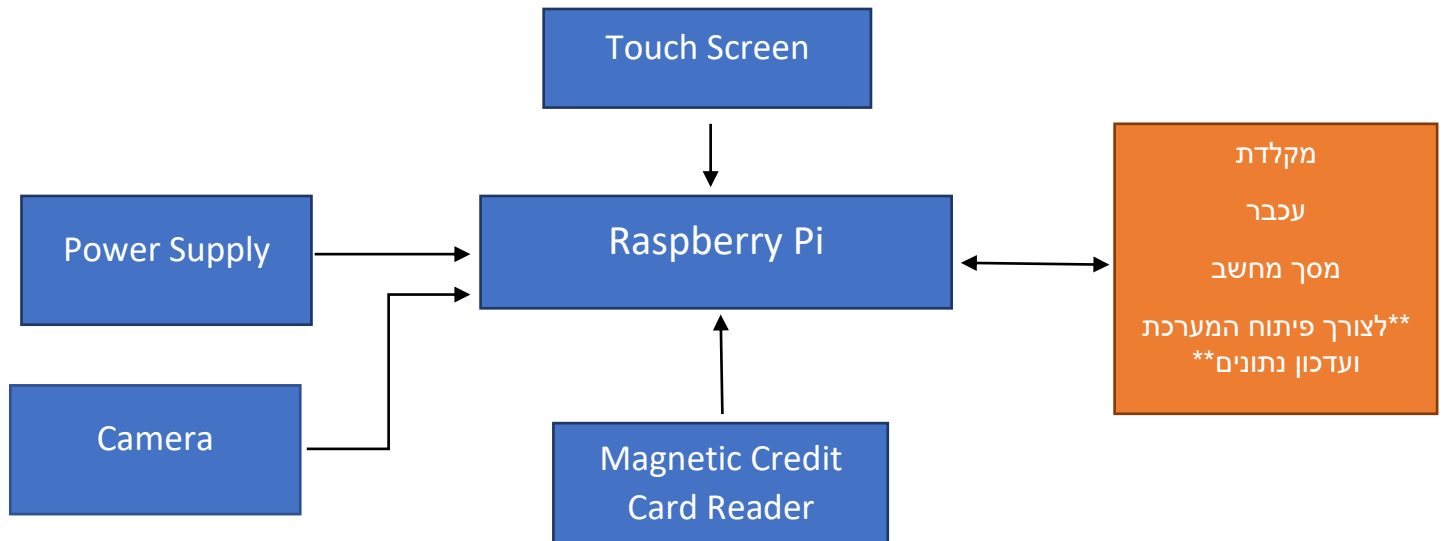 Touch Screen
Power Supply
Raspberry Pi
מקלדת
עכבר
מסך מחשב
**לצורך פיתוח המערכת
ועדכון נתונים**
Camera
Magnetic Credit
Card Reader